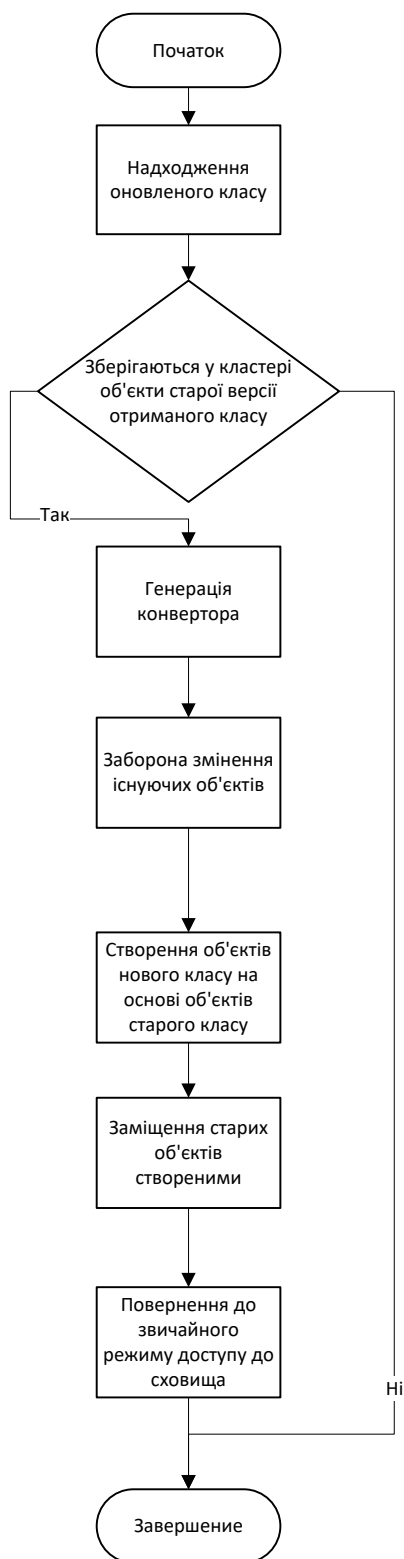 Початок
Надходження
оновленого класу
Зберігаються у кластері
об'єкти старої версії
отриманого класу
Так
Генерація
конвертора
Заборона змінення
існуючих об'єктів
Створення об'єктів
нового класу на
основі об'єктів
старого класу
Заміщення старих
об'єктів
створеними
Повернення до
звичайного
режиму доступу до
сховища
Ні
Завершение